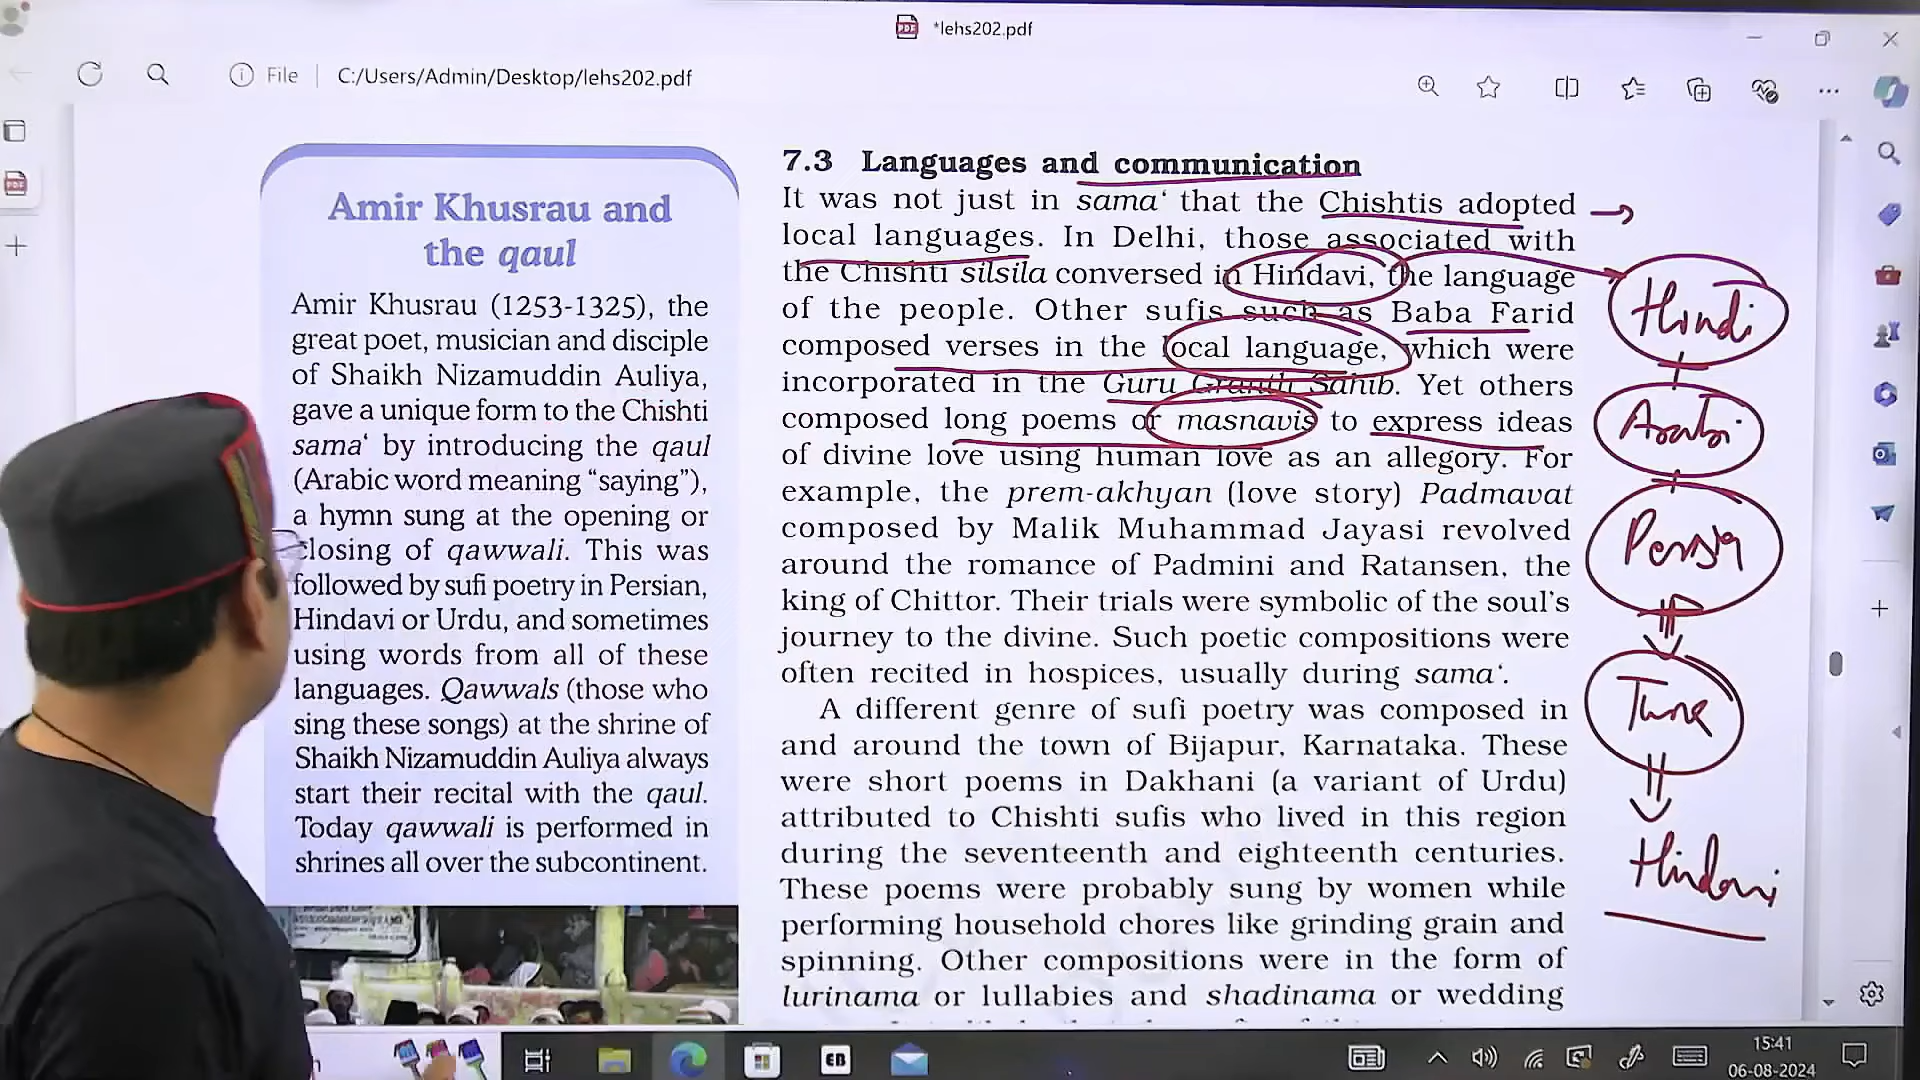 *lehs202.pdf
File
C:/Users/Admin/Desktop/lehs202.pdf
Amir Khusrau and
the qaul
Amir Khusrau (1253-1325), the
great poet, musician and disciple
of Shaikh Nizamuddin Auliya,
gave a unique form to the Chishti
sama‘ by introducing the qaul
(Arabic word meaning “saying”),
a hymn sung at the opening or
closing of qawwali. This was
followed by sufi poetry in Persian,
Hindavi or Urdu, and sometimes
using words from all of these
languages. Qawwals (those who
sing these songs) at the shrine of
Shaikh Nizamuddin Auliya always
start their recital with the qaul.
Today qawwali is performed in
shrines all over the subcontinent.
7.3 Languages and communication
It was not just in sama‘ that the Chishtis adopted
local languages. In Delhi, those associated with
the Chishti silsila conversed in Hindavi, the language
of the people. Other sufis such as Baba Farid
composed verses in the local language, which were
incorporated in the Guru Granth Sahib. Yet others
composed long poems or masnavis to express ideas
of divine love using human love as an allegory. For
example, the prem-akhyan (love story) Padmavat
composed by Malik Muhammad Jayasi revolved
around the romance of Padmini and Ratansen, the
king of Chittor. Their trials were symbolic of the soul’s
journey to the divine. Such poetic compositions were
often recited in hospices, usually during sama‘.
A different genre of sufi poetry was composed in
and around the town of Bijapur, Karnataka. These
were short poems in Dakhani (a variant of Urdu)
attributed to Chishti sufis who lived in this region
during the seventeenth and eighteenth centuries.
These poems were probably sung by women while
performing household chores like grinding grain and
spinning. Other compositions were in the form of
lurinama or lullabies and shadinama or wedding
Hindi
Arabi
Persia
Hindavi
PDF
EB
15:41
06-08-2024